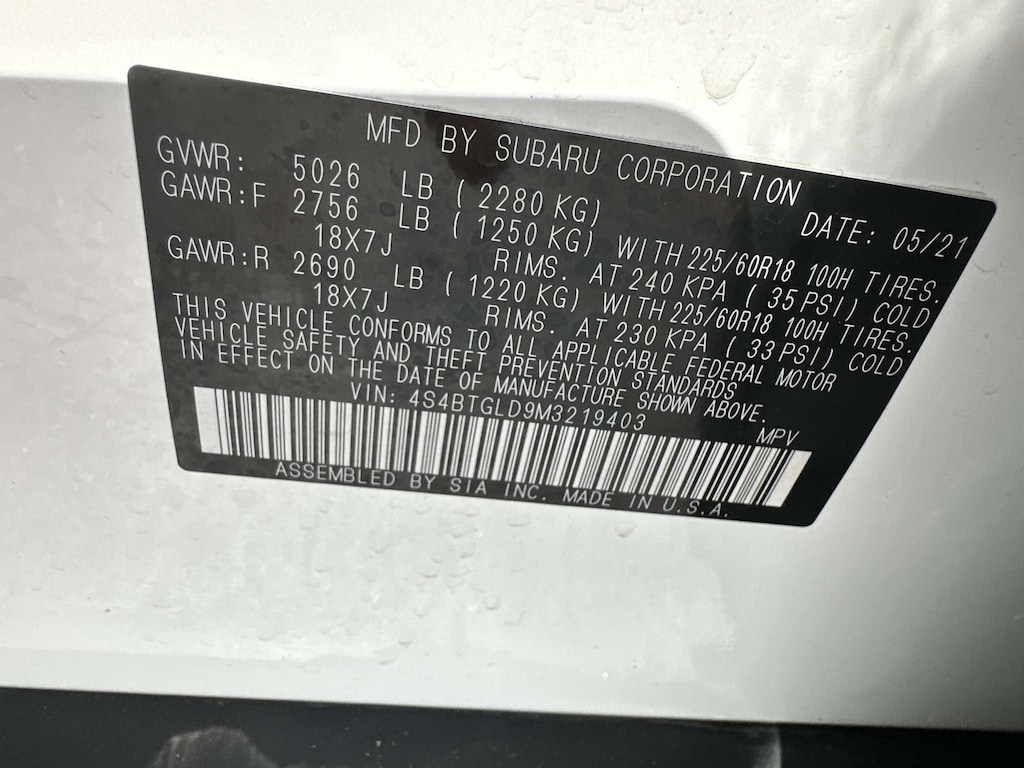 MFD BY SUBARU CORPORATION
DATE: 05/21
GVWR: 5026 LB ( 2280 KG)
GAWR:F 2756 LB ( 1250 KG) WITH 225/60R18 100H TIRES.
18X7J RIMS. AT 240 KPA ( 35 PSI) COLD
GAWR:R 2690 LB ( 1220 KG) WITH 225/60R18 100H TIRES.
18X7J RIMS. AT 230 KPA ( 33 PSI) COLD
THIS VEHICLE CONFORMS TO ALL APPLICABLE FEDERAL MOTOR
VEHICLE SAFETY AND THEFT PREVENTION STANDARDS
IN EFFECT ON THE DATE OF MANUFACTURE SHOWN ABOVE.
VIN: 4S4BTGLD9M3219403
MPV
ASSEMBLED BY SIA INC. MADE IN U.S.A.